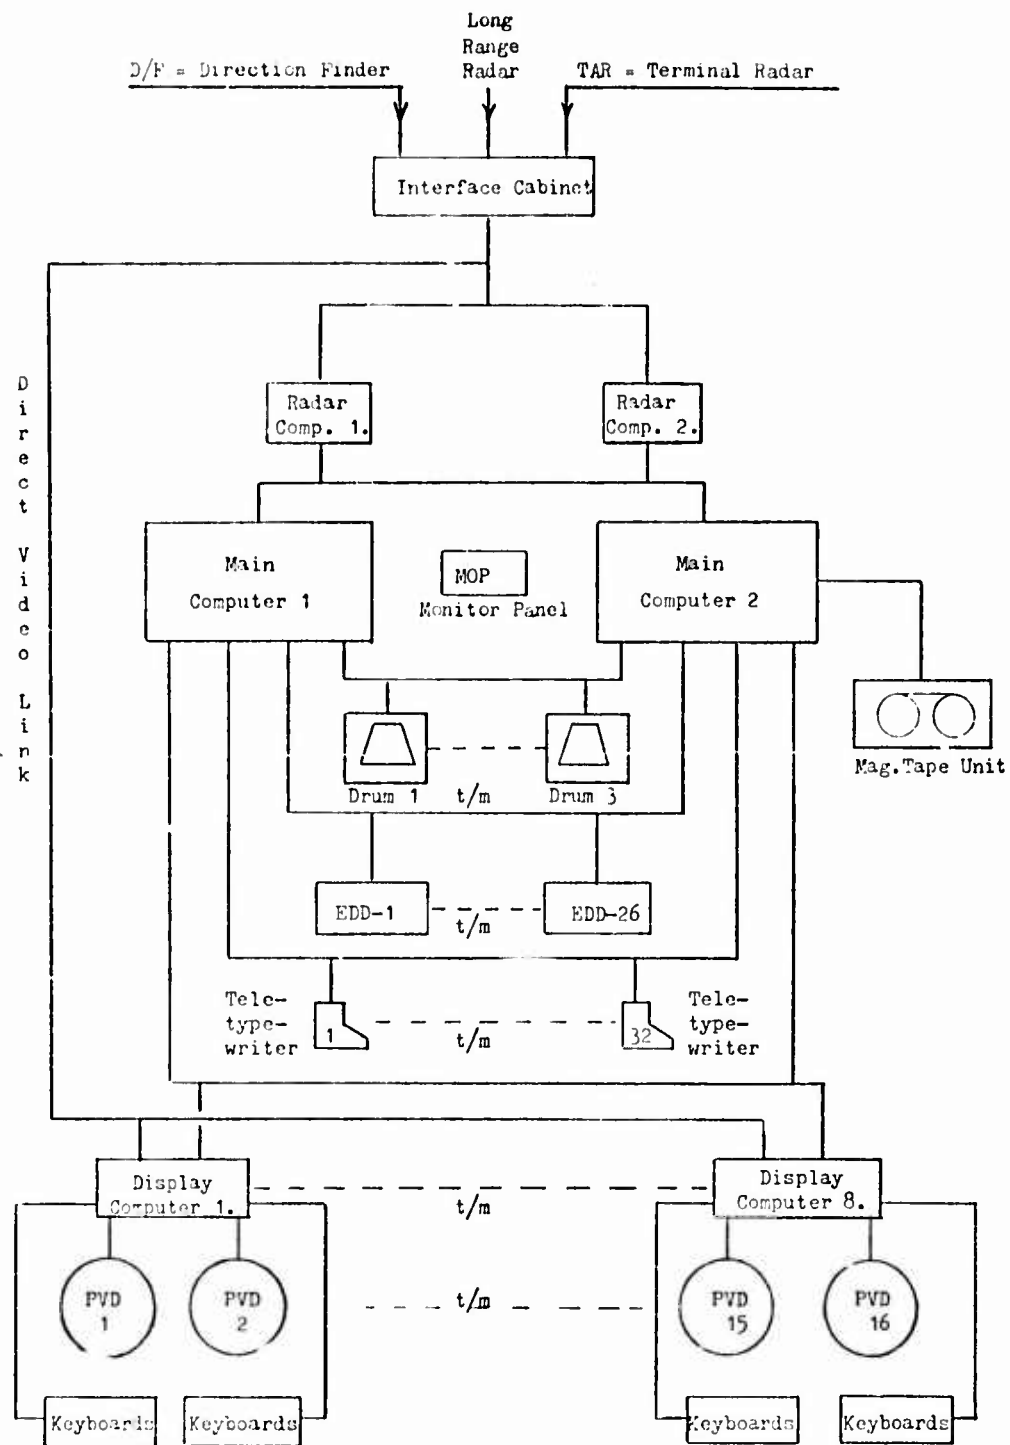 Long
Range
Radar
D/F = Direction Finder
TAR = Terminal Radar
Interface Cabinet
Direct Video Link
Radar
Comp. 1.
Radar
Comp. 2.
Main
Computer 1
MOP
Monitor Panel
Main
Computer 2
Mag.Tape Unit
Drum 1
t/m
Drum 3
EDD-1
t/m
EDD-26
Tele-
type-
writer
1
t/m
32
Tele-
type-
writer
Display
Computer 1.
t/m
Display
Computer 8.
PVD
1
PVD
2
t/m
PVD
15
PVD
16
Keyboards
Keyboards
Keyboards
Keyboards